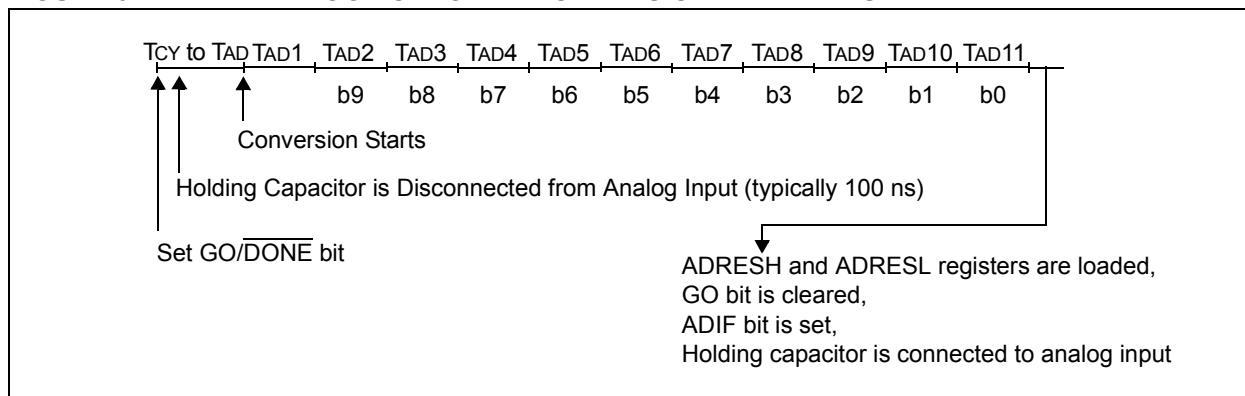 TCY to TAD TAD1 TAD2 TAD3 TAD4 TAD5 TAD6 TAD7 TAD8 TAD9 TAD10 TAD11
b9 b8 b7 b6 b5 b4 b3 b2 b1 b0
Conversion Starts
Holding Capacitor is Disconnected from Analog Input (typically 100 ns)
Set GO/DONE bit
ADRESH and ADRESL registers are loaded,
GO bit is cleared,
ADIF bit is set,
Holding capacitor is connected to analog input